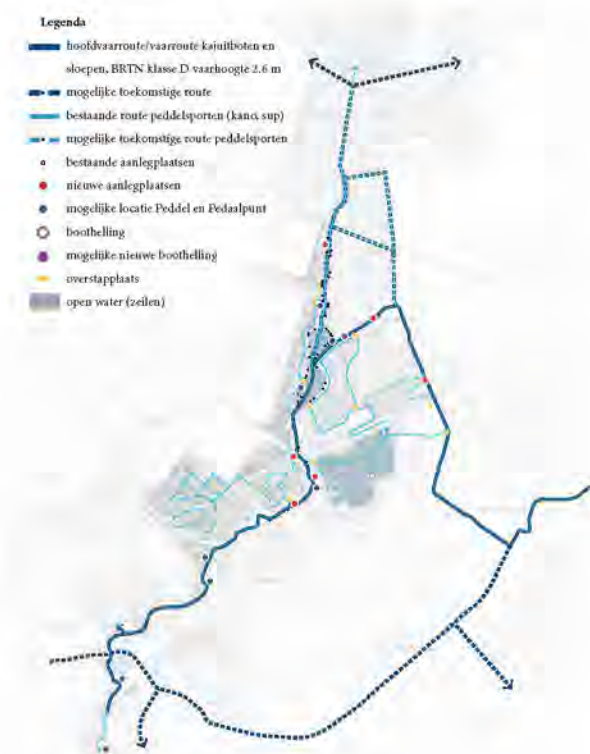 Legenda
hoofdvaarroute/vaarroute kajuitboten en
sloepen, BRTN klasse D vaarhoogte 2.6 m
mogelijke toekomstige route
bestaande route peddelsporten (kano, sup)
mogelijke toekomstige route peddelsporten
bestaande aanlegplaatsen
nieuwe aanlegplaatsen
mogelijke locatie Peddel en Pedaalpunt
boothelling
mogelijke nieuwe boothelling
overstapplaats
open water (zeilen)